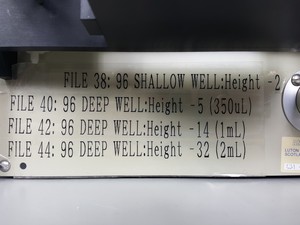 FILE 38: 96 SHALLOW WELL:Height -2
FILE 40: 96 DEEP WELL:Height -5 (350uL)
FILE 42: 96 DEEP WELL:Height -14 (1mL)
FILE 44: 96 DEEP WELL:Height -32 (2mL)
LUTON